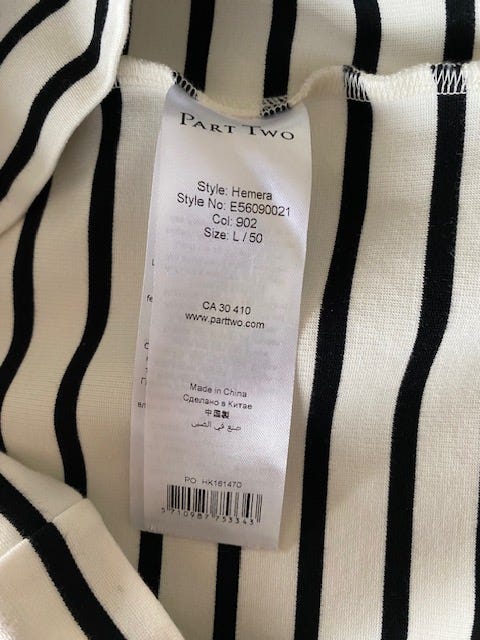 PART TWO
Style: Hemera
Style No: E56090021
Col: 902
Size: L / 50
CA 30 410
www.parttwo.com
Made in China
Сделано в Китае
中国製
صنع في الصين
PO HK161470
5710987753343